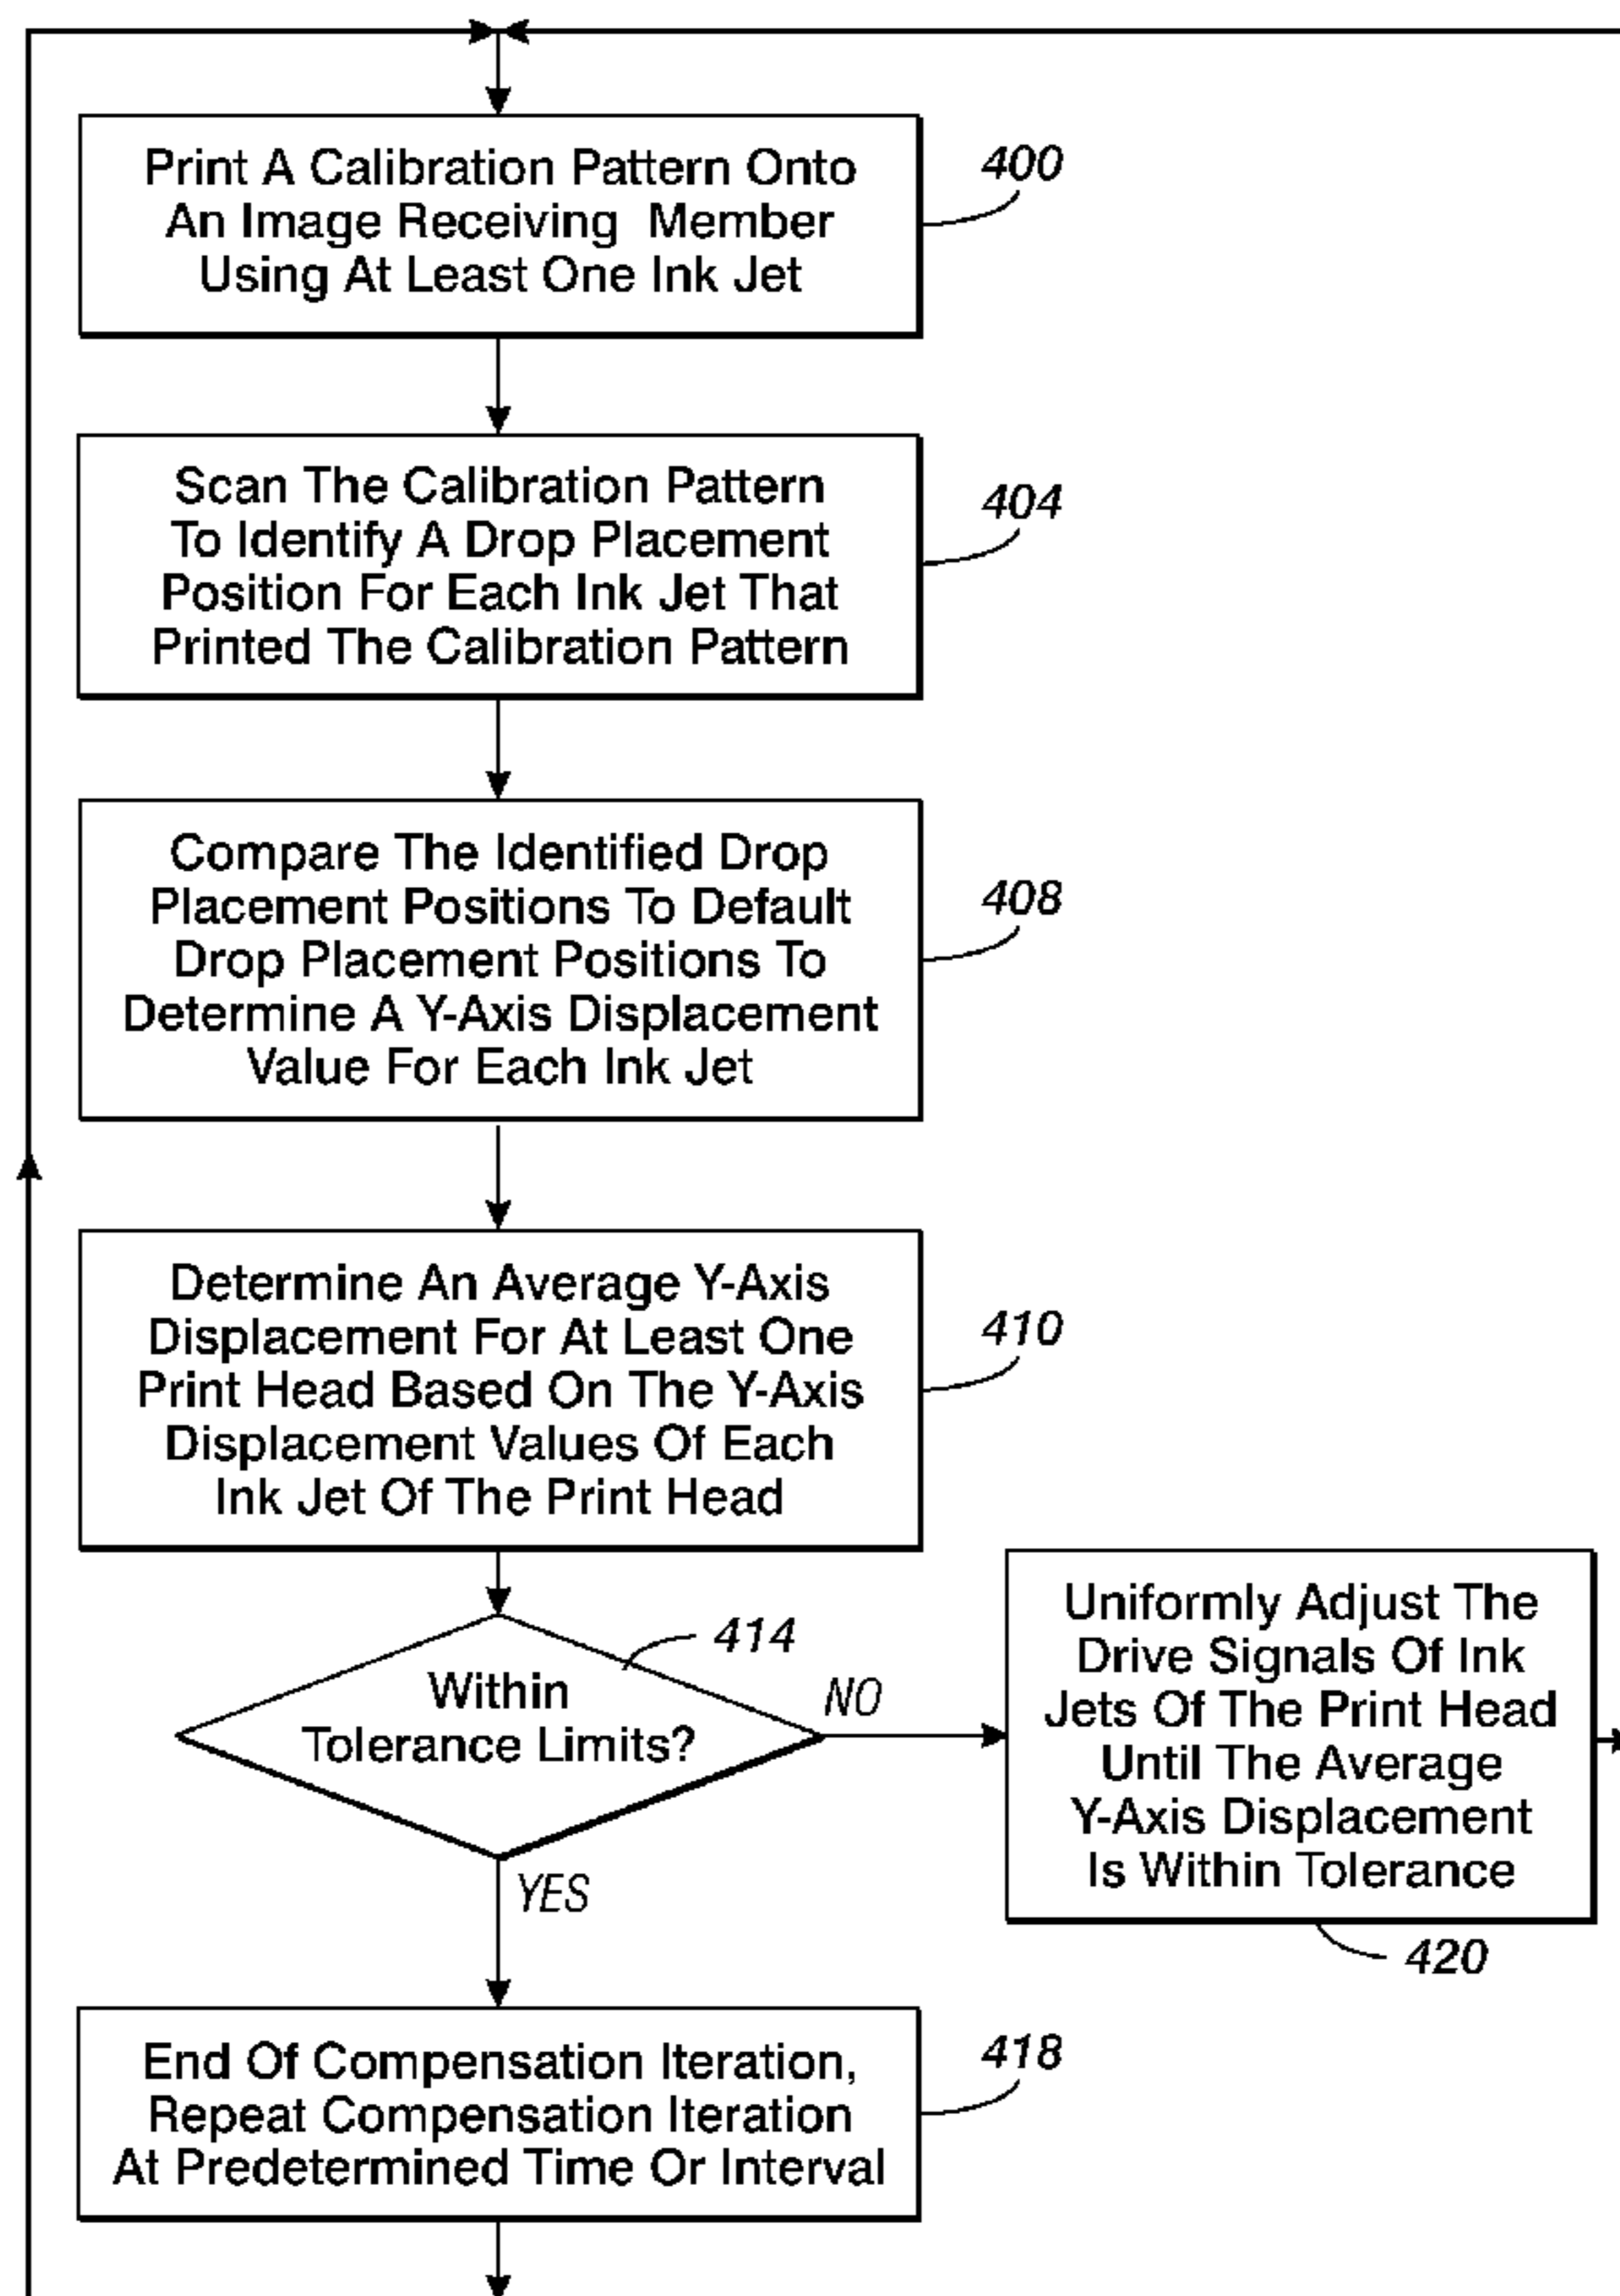 Print A Calibration Pattern Onto
An Image Receiving Member
Using At Least One Ink Jet
400
Scan The Calibration Pattern
To Identify A Drop Placement
Position For Each Ink Jet That
Printed The Calibration Pattern
404
Compare The Identified Drop
Placement Positions To Default
Drop Placement Positions To
Determine A Y-Axis Displacement
Value For Each Ink Jet
408
Determine An Average Y-Axis
Displacement For At Least One
Print Head Based On The Y-Axis
Displacement Values Of Each
Ink Jet Of The Print Head
410
Within
Tolerance Limits?
414
NO
Uniformly Adjust The
Drive Signals Of Ink
Jets Of The Print Head
Until The Average
Y-Axis Displacement
Is Within Tolerance
420
YES
End Of Compensation Iteration,
Repeat Compensation Iteration
At Predetermined Time Or Interval
418